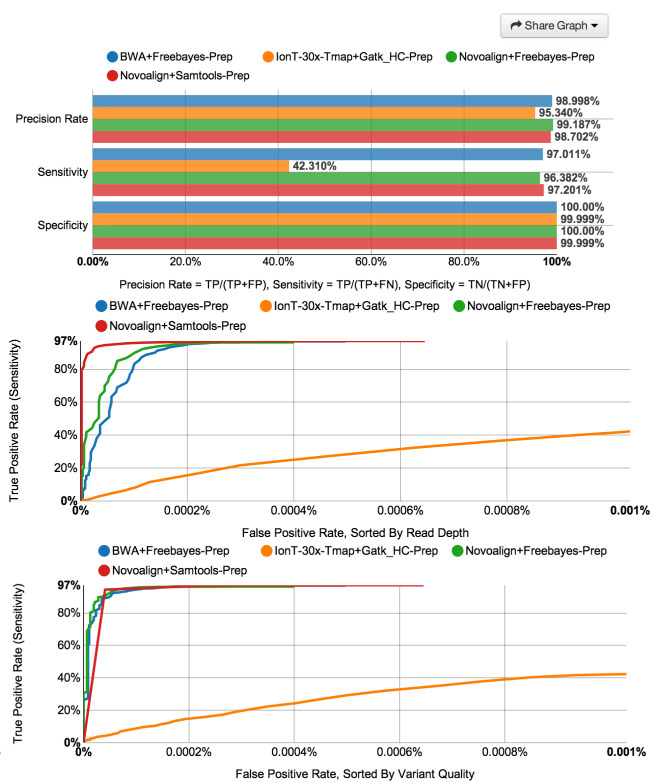 Share Graph
BWA+Freebayes-Prep IonT-30x-Tmap+Gatk_HC-Prep Novoalign+Freebayes-Prep
Novoalign+Samtools-Prep
Precision Rate
98.998%
95.340%
99.187%
98.702%
Sensitivity
97.011%
42.310%
96.382%
97.201%
Specificity
100.00%
99.999%
100.00%
99.999%
0.00% 20.0% 40.0% 60.0% 80.0% 100%
Precision Rate = TP/(TP+FP), Sensitivity = TP/(TP+FN), Specificity = TN/(TN+FP)
BWA+Freebayes-Prep IonT-30x-Tmap+Gatk_HC-Prep Novoalign+Freebayes-Prep
Novoalign+Samtools-Prep
True Positive Rate (Sensitivity)
97%
80%
60%
40%
20%
0%
0% 0.0002% 0.0004% 0.0006% 0.0008% 0.001%
False Positive Rate, Sorted By Read Depth
BWA+Freebayes-Prep IonT-30x-Tmap+Gatk_HC-Prep Novoalign+Freebayes-Prep
Novoalign+Samtools-Prep
True Positive Rate (Sensitivity)
97%
80%
60%
40%
20%
0%
0% 0.0002% 0.0004% 0.0006% 0.0008% 0.001%
False Positive Rate, Sorted By Variant Quality